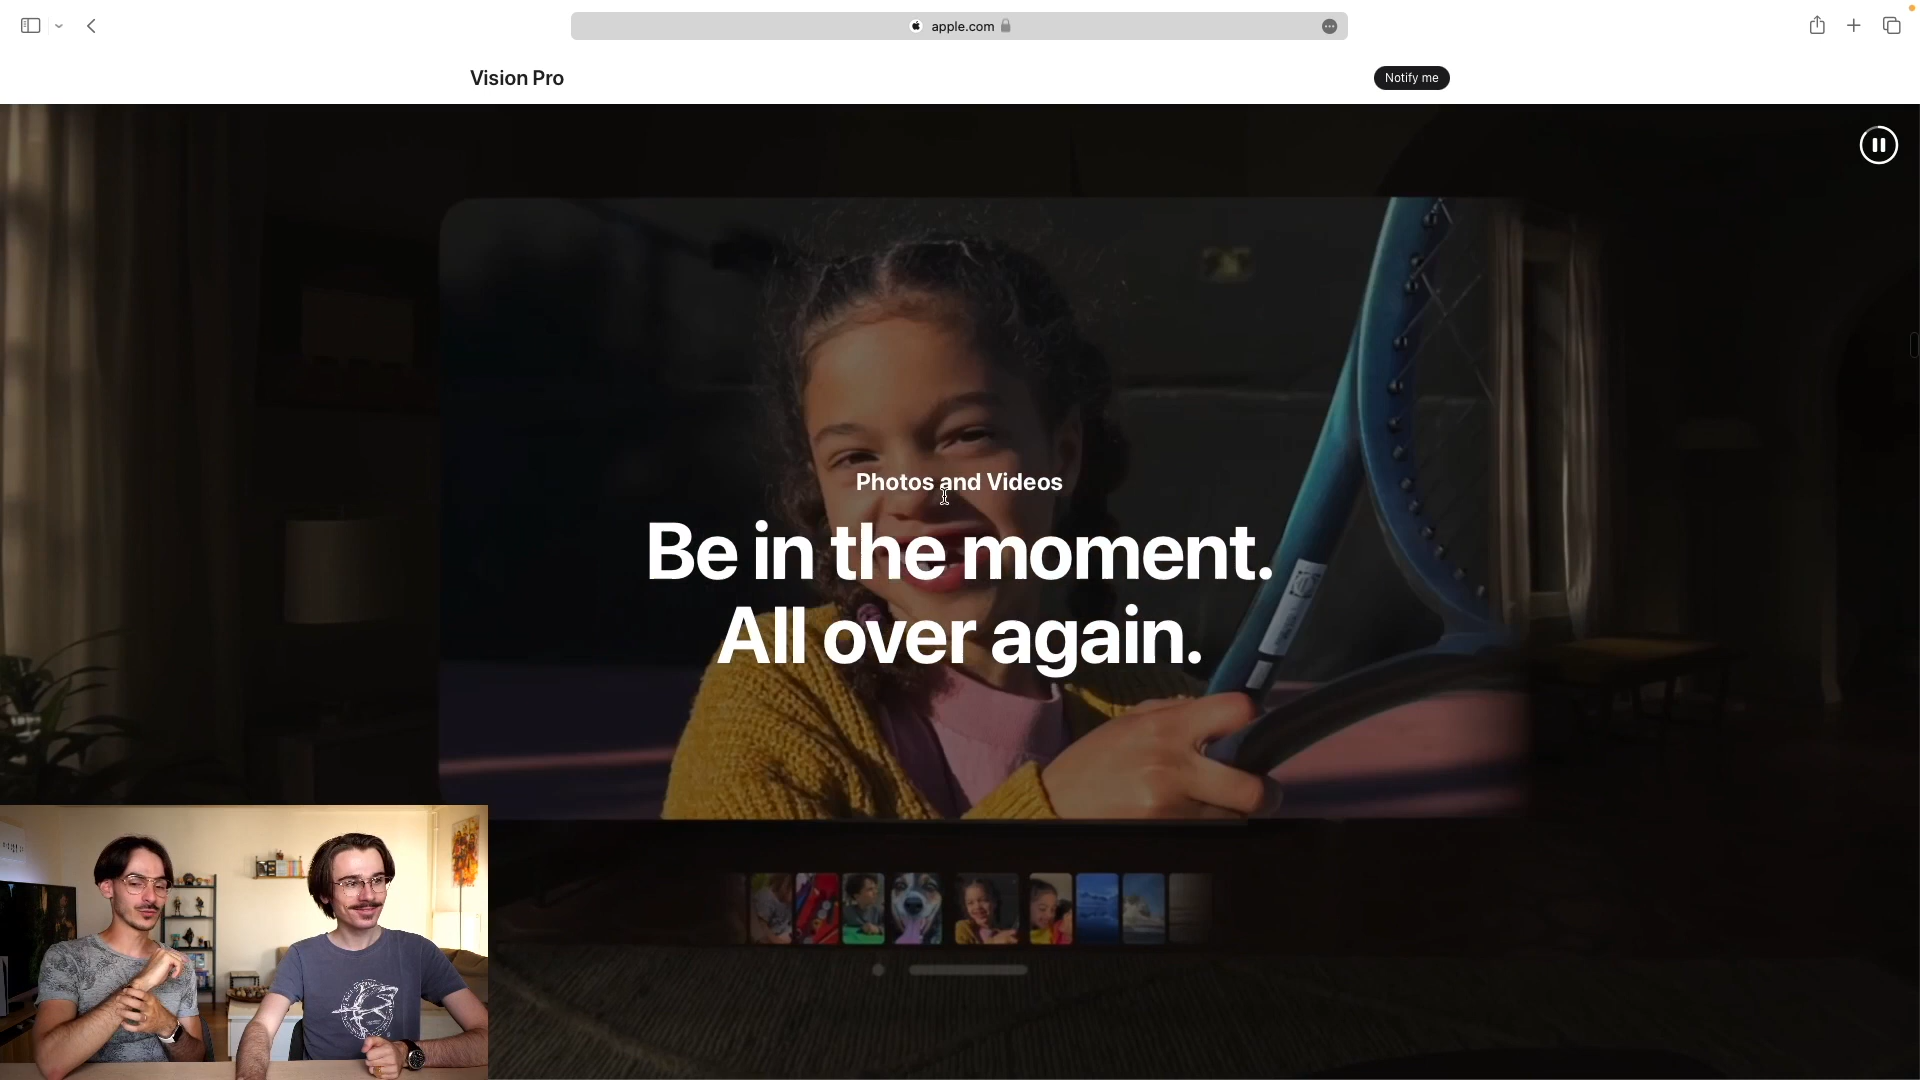 apple.com
Vision Pro
Notify me
Photos and Videos
Be in the moment.
All over again.